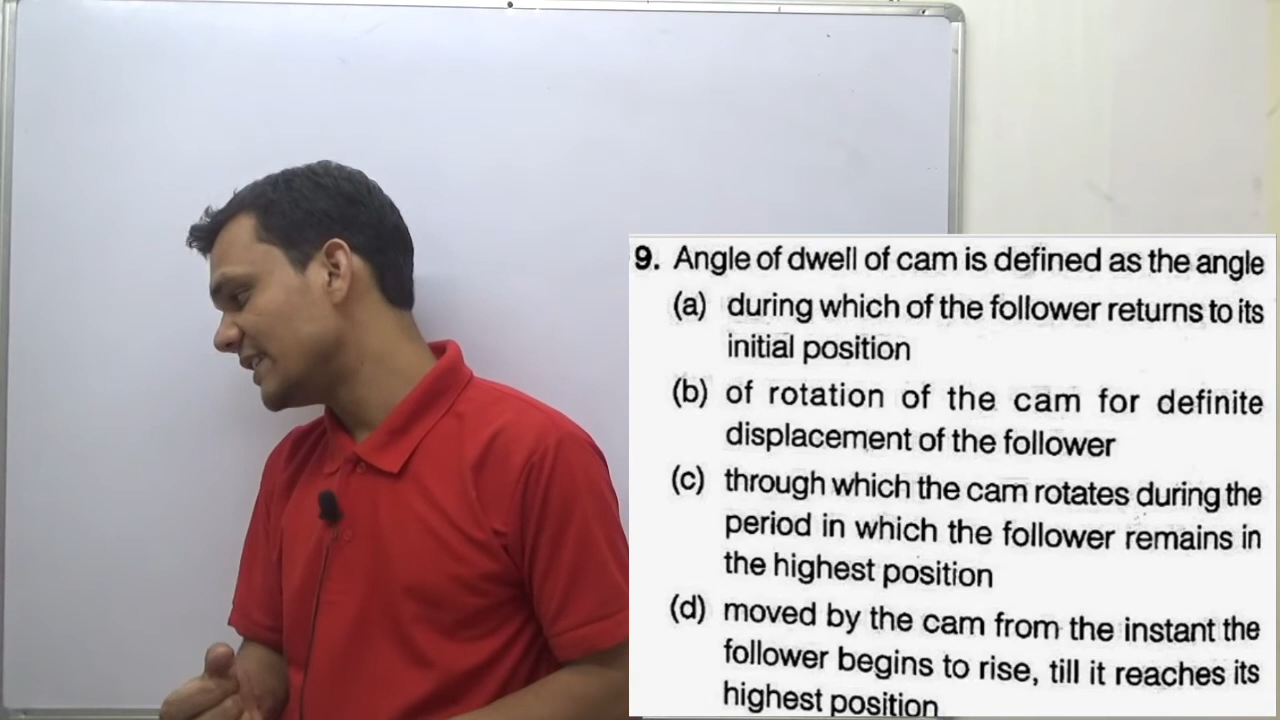 9. Angle of dwell of cam is defined as the angle
(a) during which of the follower returns to its
initial position
(b) of rotation of the cam for definite
displacement of the follower
(c) through which the cam rotates during the
period in which the follower remains in
the highest position
(d) moved by the cam from the instant the
follower begins to rise, till it reaches its
highest position